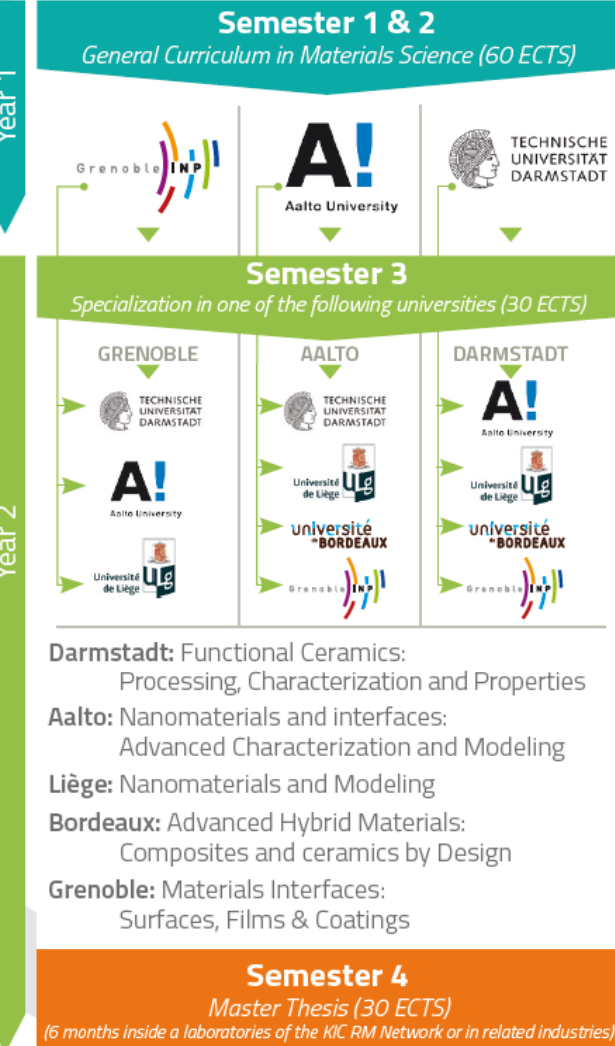 Semester 1 & 2
General Curriculum in Materials Science (60 ECTS)
Year 1
Grenoble INP
A!
Aalto University
TECHNISCHE
UNIVERSITÄT
DARMSTADT
Semester 3
Specialization in one of the following universities (30 ECTS)
Year 2
GRENOBLE
TECHNISCHE
UNIVERSITÄT
DARMSTADT
A!
Aalto University
Université
de Liège
ULg
AALTO
TECHNISCHE
UNIVERSITÄT
DARMSTADT
Université
de Liège
ULg
université
de BORDEAUX
Grenoble INP
DARMSTADT
A!
Aalto University
Université
de Liège
ULg
université
de BORDEAUX
Grenoble INP
Darmstadt: Functional Ceramics:
Processing, Characterization and Properties
Aalto: Nanomaterials and interfaces:
Advanced Characterization and Modeling
Liège: Nanomaterials and Modeling
Bordeaux: Advanced Hybrid Materials:
Composites and ceramics by Design
Grenoble: Materials Interfaces:
Surfaces, Films & Coatings
Semester 4
Master Thesis (30 ECTS)
(6 months inside a laboratories of the KIC RM Network or in related industries)